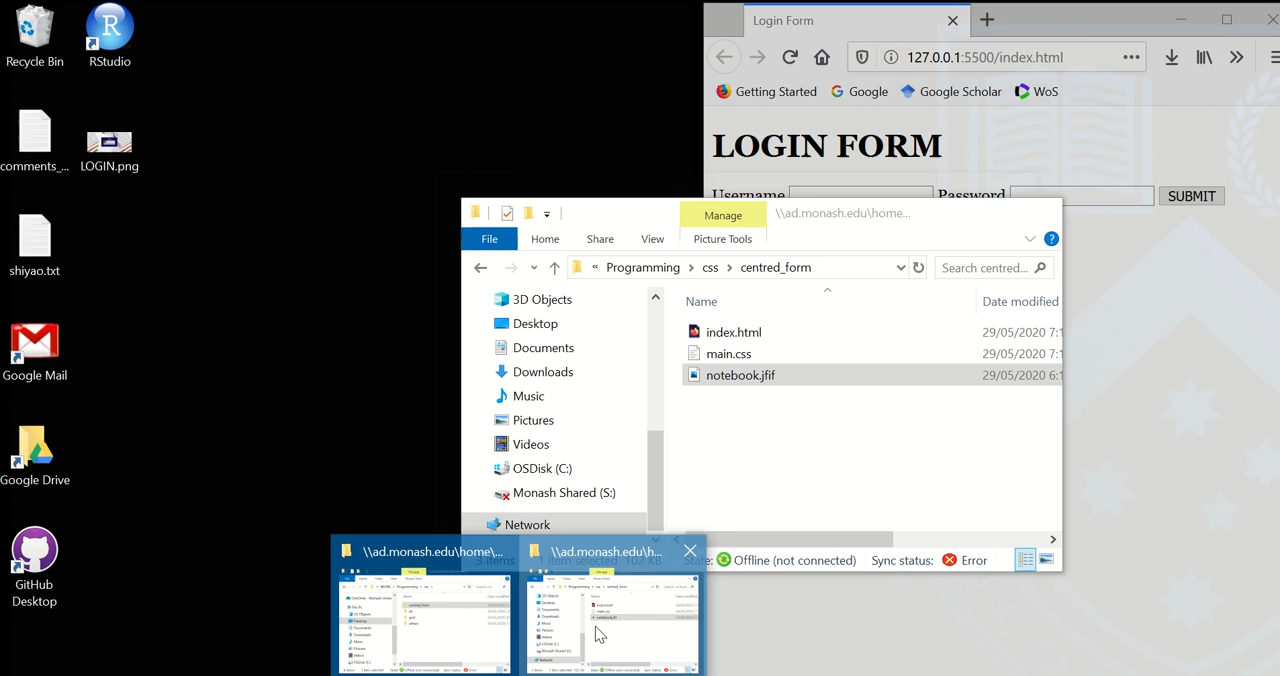 Recycle Bin
RStudio
comments_...
LOGIN.png
shiyao.txt
Google Mail
Google Drive
GitHub
Desktop
Login Form
127.0.0.1:5500/index.html
Getting Started
Google
Google Scholar
WoS
LOGIN FORM
Username
Password
SUBMIT
Manage
\\ad.monash.edu\home...
File
Home
Share
View
Picture Tools
« Programming > css > centred_form
Search centred...
Name
Date modified
3D Objects
Desktop
Documents
Downloads
Music
Pictures
Videos
OSDisk (C:)
Monash Shared (S:)
Network
index.html
29/05/2020 7:1
main.css
29/05/2020 7:1
notebook.jfif
29/05/2020 6:1
State: Offline (not connected)
Sync status: Error
\\ad.monash.edu\home\...
\\ad.monash.edu\h...